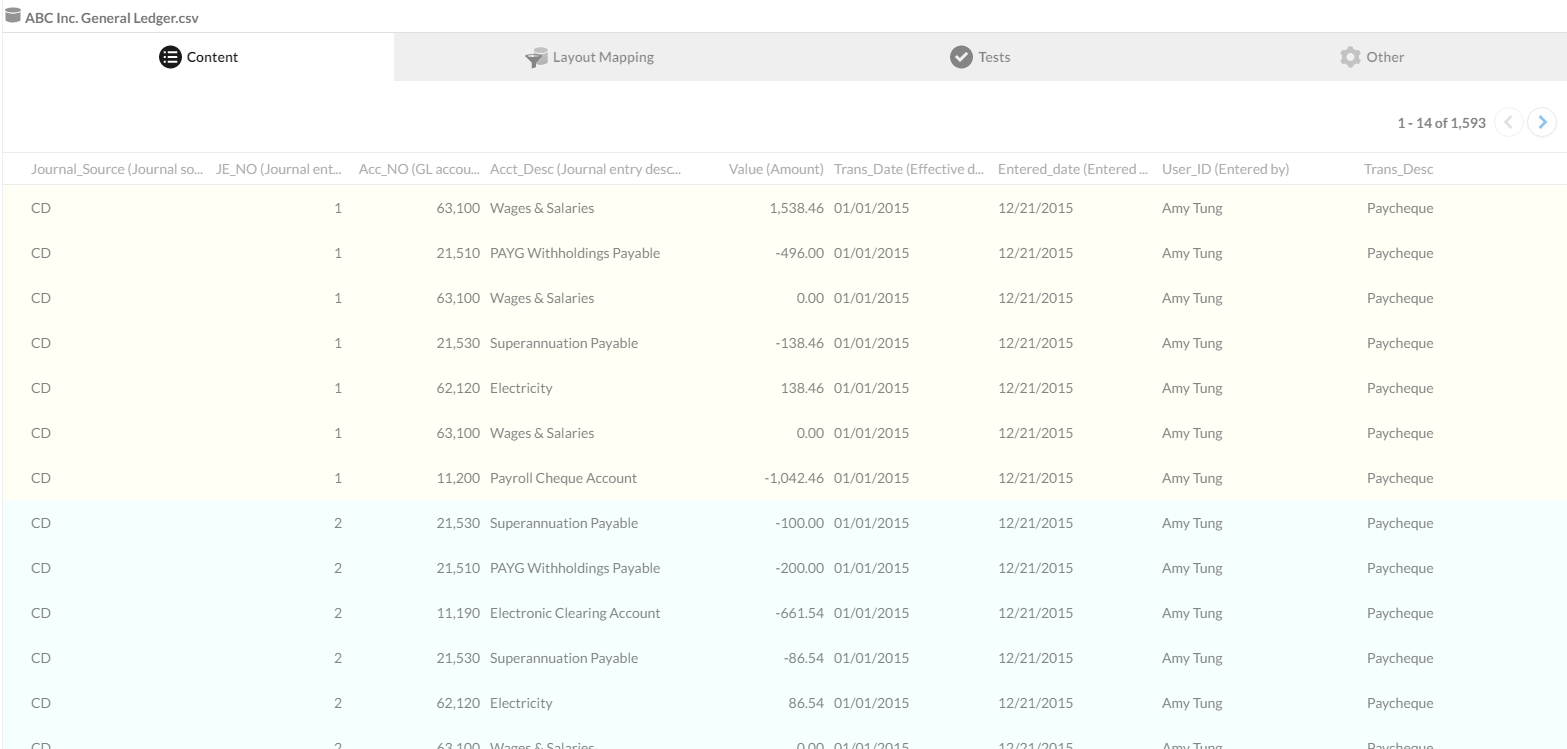 ABC Inc. General Ledger.csv
Content Layout Mapping Tests Other
1 - 14 of 1,593
Journal_Source (Journal so... JE_NO (Journal ent... Acc_NO (GL accou... Acct_Desc (Journal entry desc... Value (Amount) Trans_Date (Effective d... Entered_date (Entered ... User_ID (Entered by) Trans_Desc
CD 1 63,100 Wages & Salaries 1,538.46 01/01/2015 12/21/2015 Amy Tung Paycheque
CD 1 21,510 PAYG Withholdings Payable -496.00 01/01/2015 12/21/2015 Amy Tung Paycheque
CD 1 63,100 Wages & Salaries 0.00 01/01/2015 12/21/2015 Amy Tung Paycheque
CD 1 21,530 Superannuation Payable -138.46 01/01/2015 12/21/2015 Amy Tung Paycheque
CD 1 62,120 Electricity 138.46 01/01/2015 12/21/2015 Amy Tung Paycheque
CD 1 63,100 Wages & Salaries 0.00 01/01/2015 12/21/2015 Amy Tung Paycheque
CD 1 11,200 Payroll Cheque Account -1,042.46 01/01/2015 12/21/2015 Amy Tung Paycheque
CD 2 21,530 Superannuation Payable -100.00 01/01/2015 12/21/2015 Amy Tung Paycheque
CD 2 21,510 PAYG Withholdings Payable -200.00 01/01/2015 12/21/2015 Amy Tung Paycheque
CD 2 11,190 Electronic Clearing Account -661.54 01/01/2015 12/21/2015 Amy Tung Paycheque
CD 2 21,530 Superannuation Payable -86.54 01/01/2015 12/21/2015 Amy Tung Paycheque
CD 2 62,120 Electricity 86.54 01/01/2015 12/21/2015 Amy Tung Paycheque
CD 2 63,100 Wages & Salaries 0.00 01/01/2015 12/21/2015 Amy Tung Paycheque